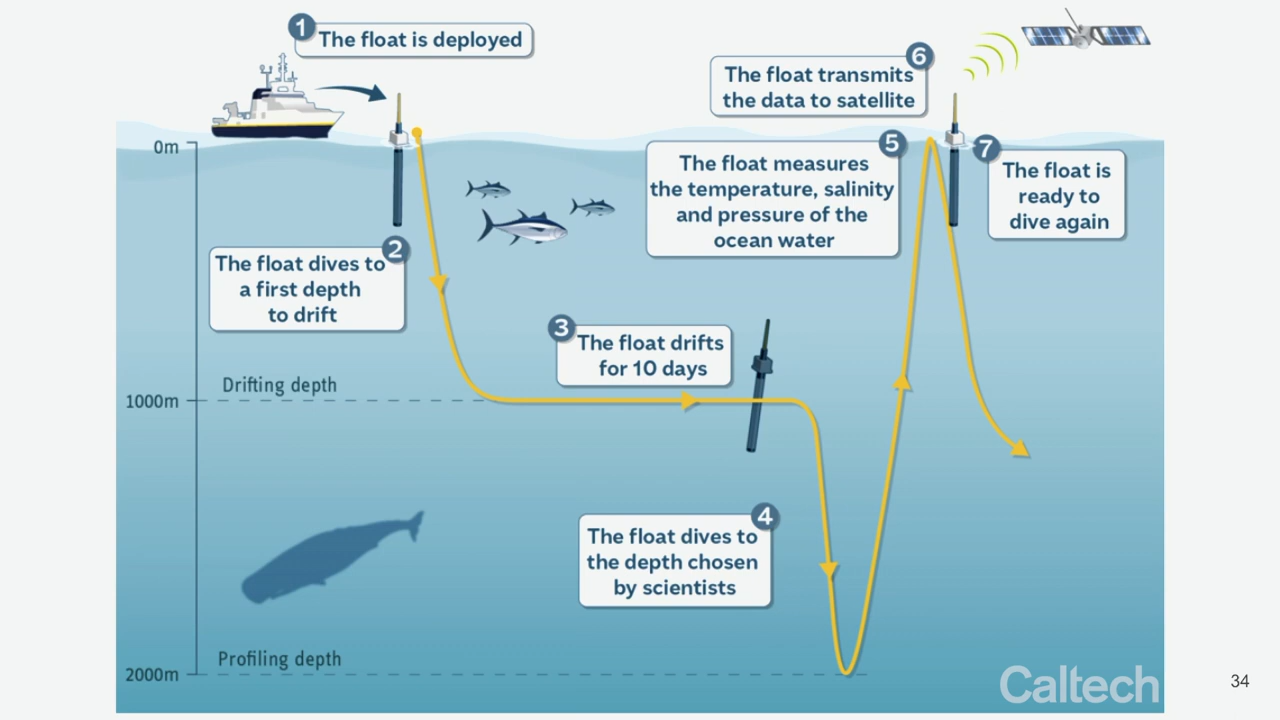 1
The float is deployed
0m
2
The float dives to
a first depth
to drift
Drifting depth
1000m
3
The float drifts
for 10 days
4
The float dives to
the depth chosen
by scientists
Profiling depth
2000m
5
The float measures
the temperature, salinity
and pressure of the
ocean water
6
The float transmits
the data to satellite
7
The float is
ready to
dive again
Caltech
34